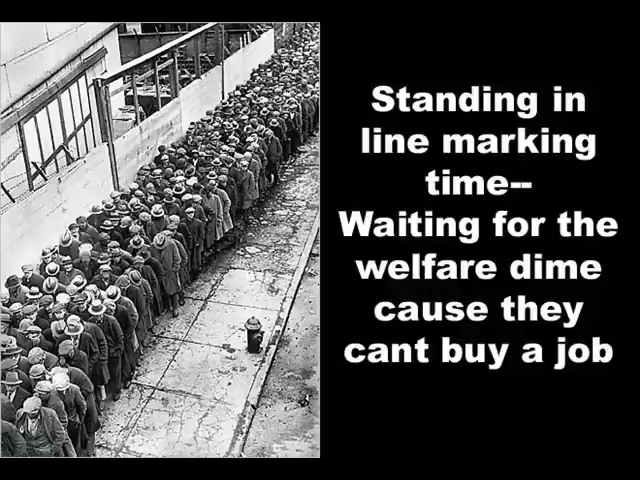 Standing in
line marking
time--
Waiting for the
welfare dime
cause they
cant buy a job